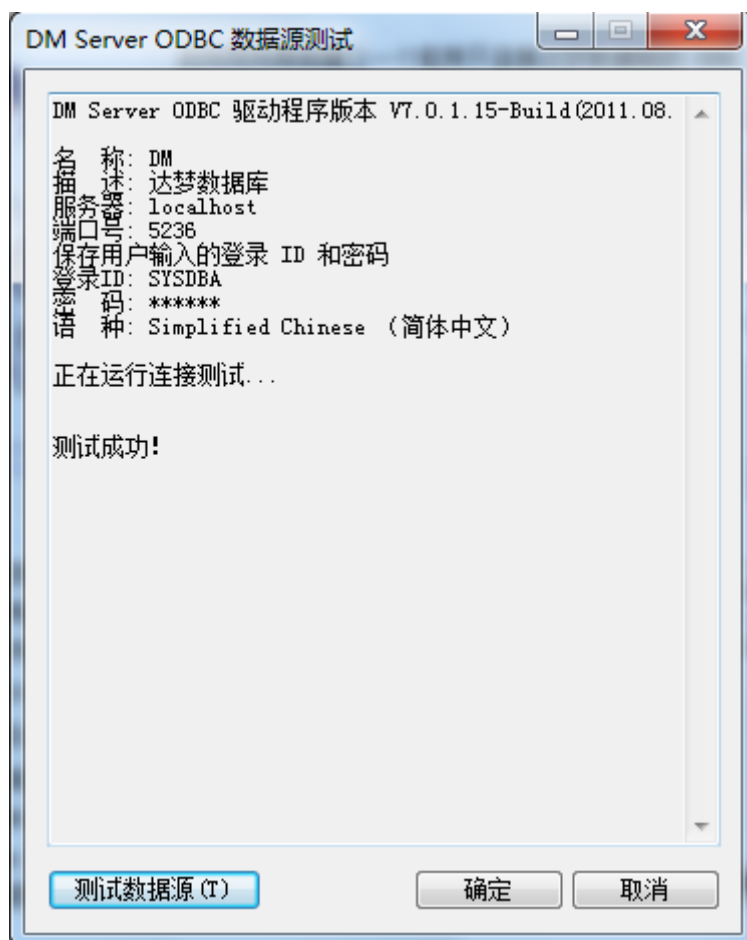 DM Server ODBC 数据源测试
DM Server ODBC 驱动程序版本 V7.0.1.15-Build(2011.08.
名 称: DM
描 述: 达梦数据库
服务器: localhost
端口号: 5236
保存用户输入的登录 ID 和密码
登录ID: SYSDBA
密 码: ******
语 种: Simplified Chinese （简体中文）
正在运行连接测试...
测试成功!
测试数据源(T)
确定
取消